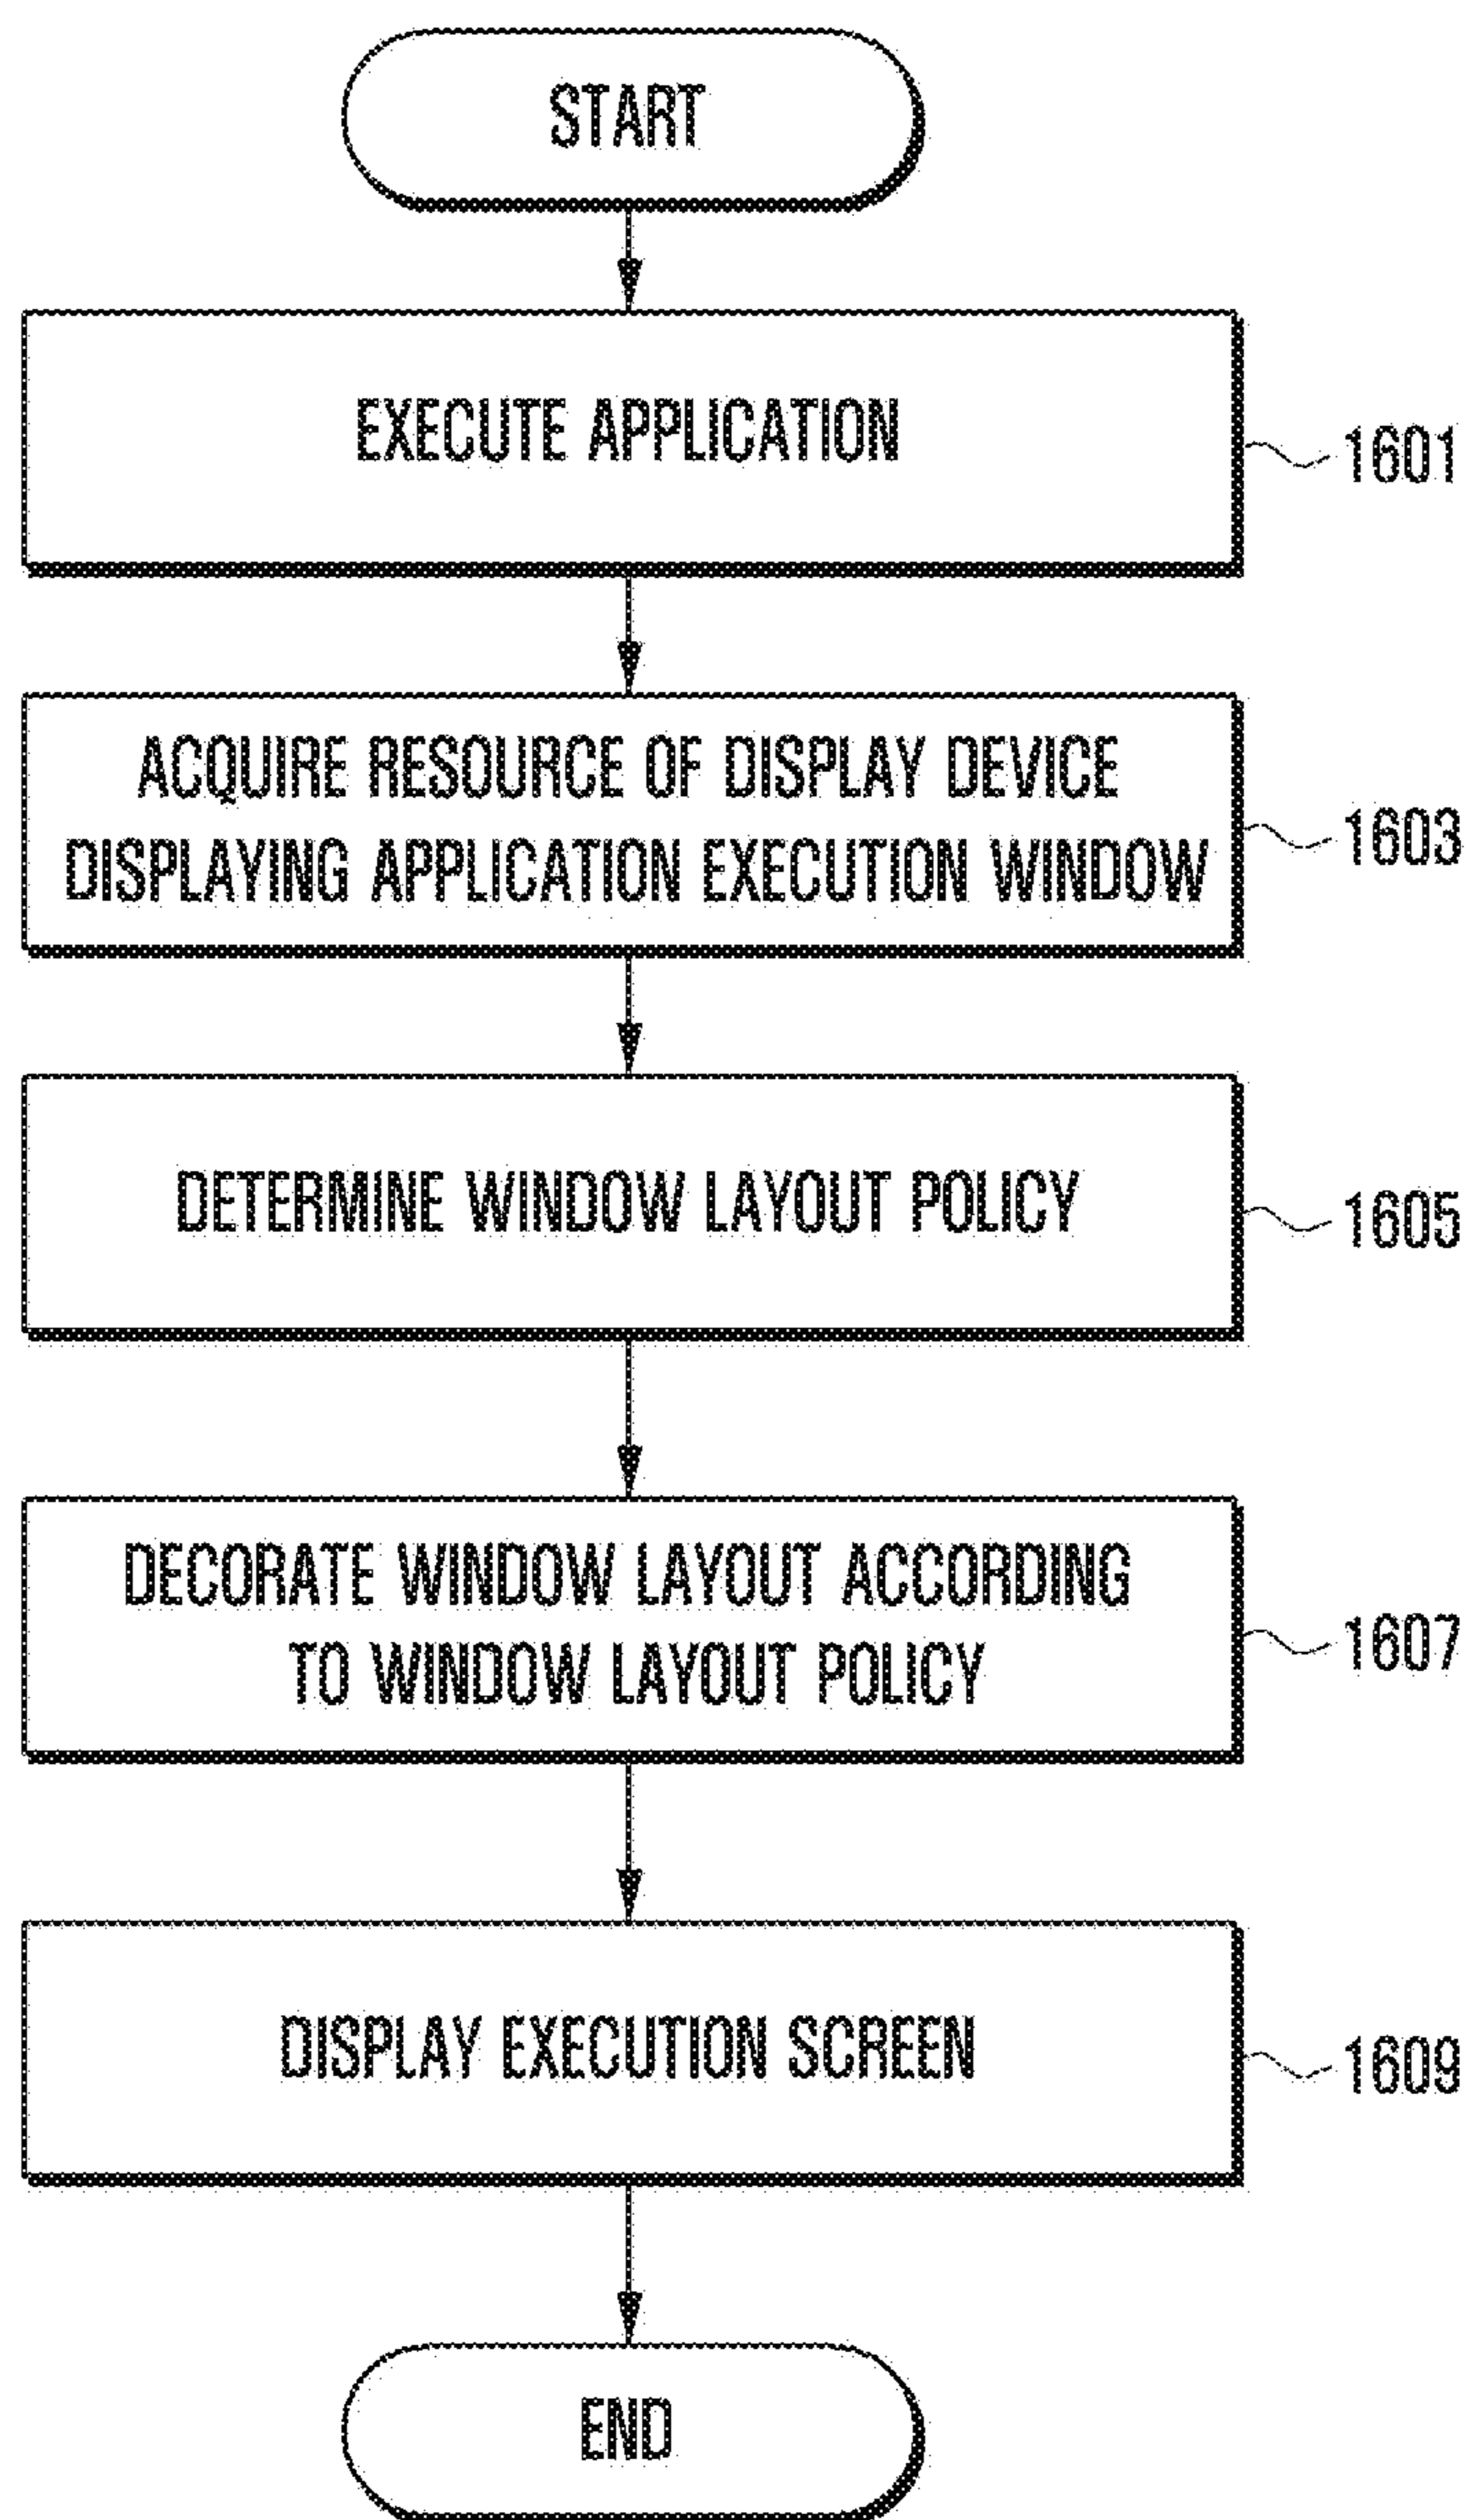 START
EXECUTE APPLICATION
1601
ACQUIRE RESOURCE OF DISPLAY DEVICE
DISPLAYING APPLICATION EXECUTION WINDOW
1603
DETERMINE WINDOW LAYOUT POLICY
1605
DECORATE WINDOW LAYOUT ACCORDING
TO WINDOW LAYOUT POLICY
1607
DISPLAY EXECUTION SCREEN
1609
END